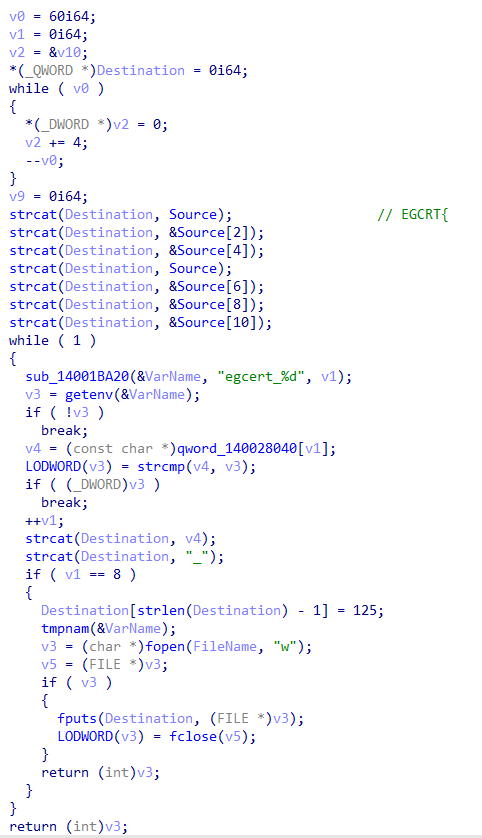 v0 = 60i64;
v1 = 0i64;
v2 = &v10;
*(_QWORD *)Destination = 0i64;
while ( v0 )
{
  *(_DWORD *)v2 = 0;
  v2 += 4;
  --v0;
}
v9 = 0i64;
strcat(Destination, Source);                  // EGCRT{
strcat(Destination, &Source[2]);
strcat(Destination, &Source[4]);
strcat(Destination, Source);
strcat(Destination, &Source[6]);
strcat(Destination, &Source[8]);
strcat(Destination, &Source[10]);
while ( 1 )
{
  sub_14001BA20(&VarName, "egcert_%d", v1);
  v3 = getenv(&VarName);
  if ( !v3 )
    break;
  v4 = (const char *)qword_140028040[v1];
  LODWORD(v3) = strcmp(v4, v3);
  if ( (_DWORD)v3 )
    break;
  ++v1;
  strcat(Destination, v4);
  strcat(Destination, "_");
  if ( v1 == 8 )
  {
    Destination[strlen(Destination) - 1] = 125;
    tmpnam(&VarName);
    v3 = (char *)fopen(FileName, "w");
    v5 = (FILE *)v3;
    if ( v3 )
    {
      fputs(Destination, (FILE *)v3);
      LODWORD(v3) = fclose(v5);
    }
    return (int)v3;
  }
}
return (int)v3;